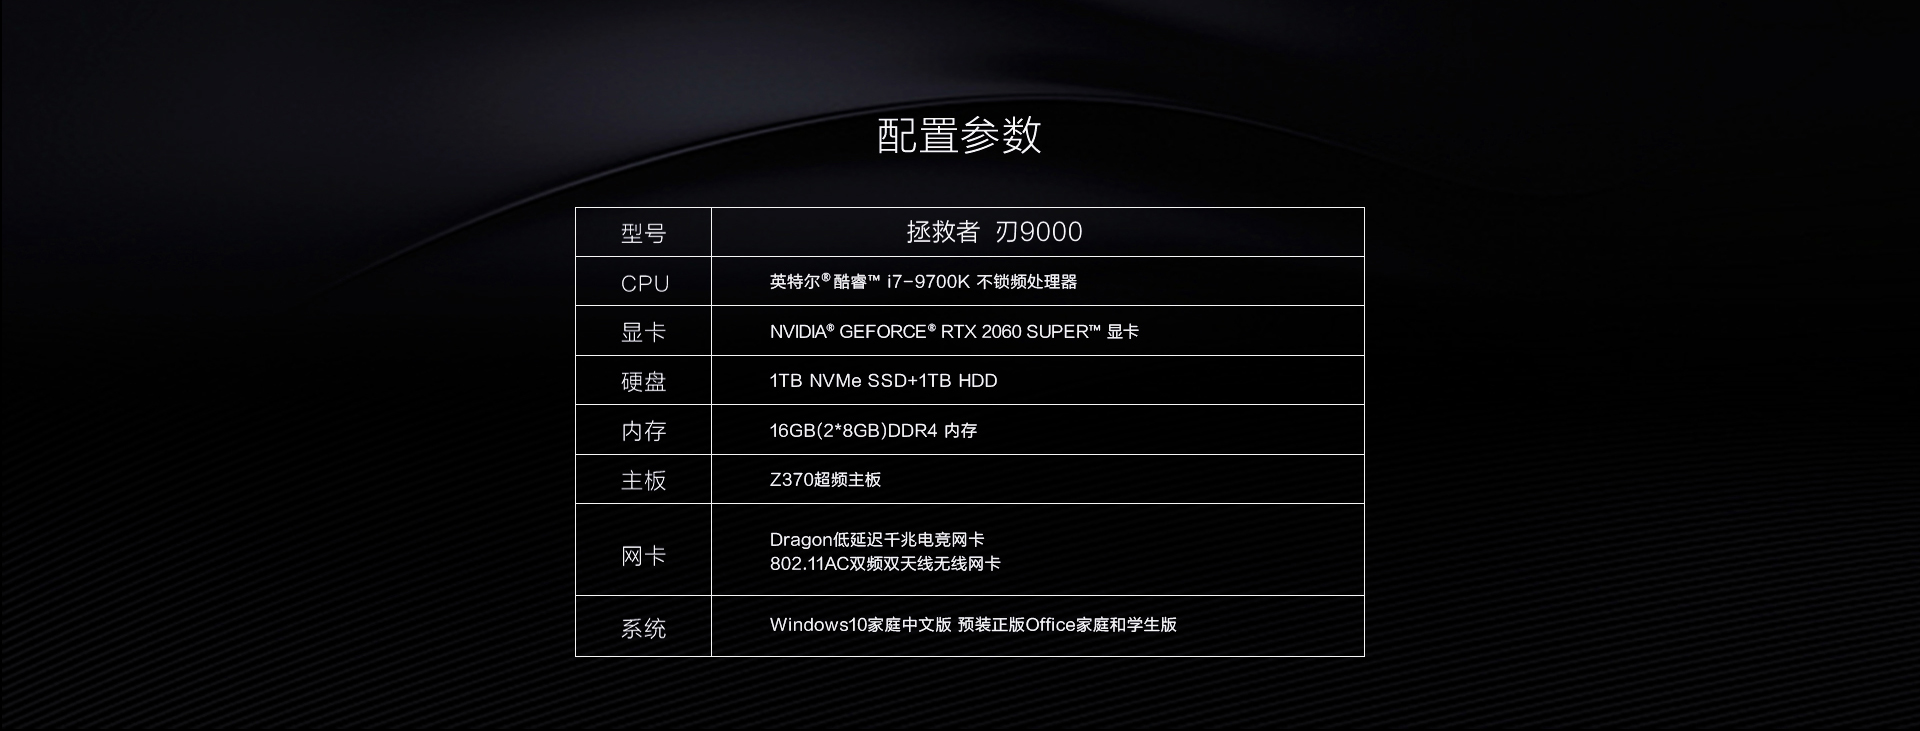 配置参数
型号 拯救者 刃9000
CPU 英特尔®酷睿™ i7-9700K 不锁频处理器
显卡 NVIDIA® GEFORCE® RTX 2060 SUPER™ 显卡
硬盘 1TB NVMe SSD+1TB HDD
内存 16GB(2*8GB)DDR4 内存
主板 Z370超频主板
网卡 Dragon低延迟千兆电竞网卡
802.11AC双频双天线无线网卡
系统 Windows10家庭中文版 预装正版Office家庭和学生版